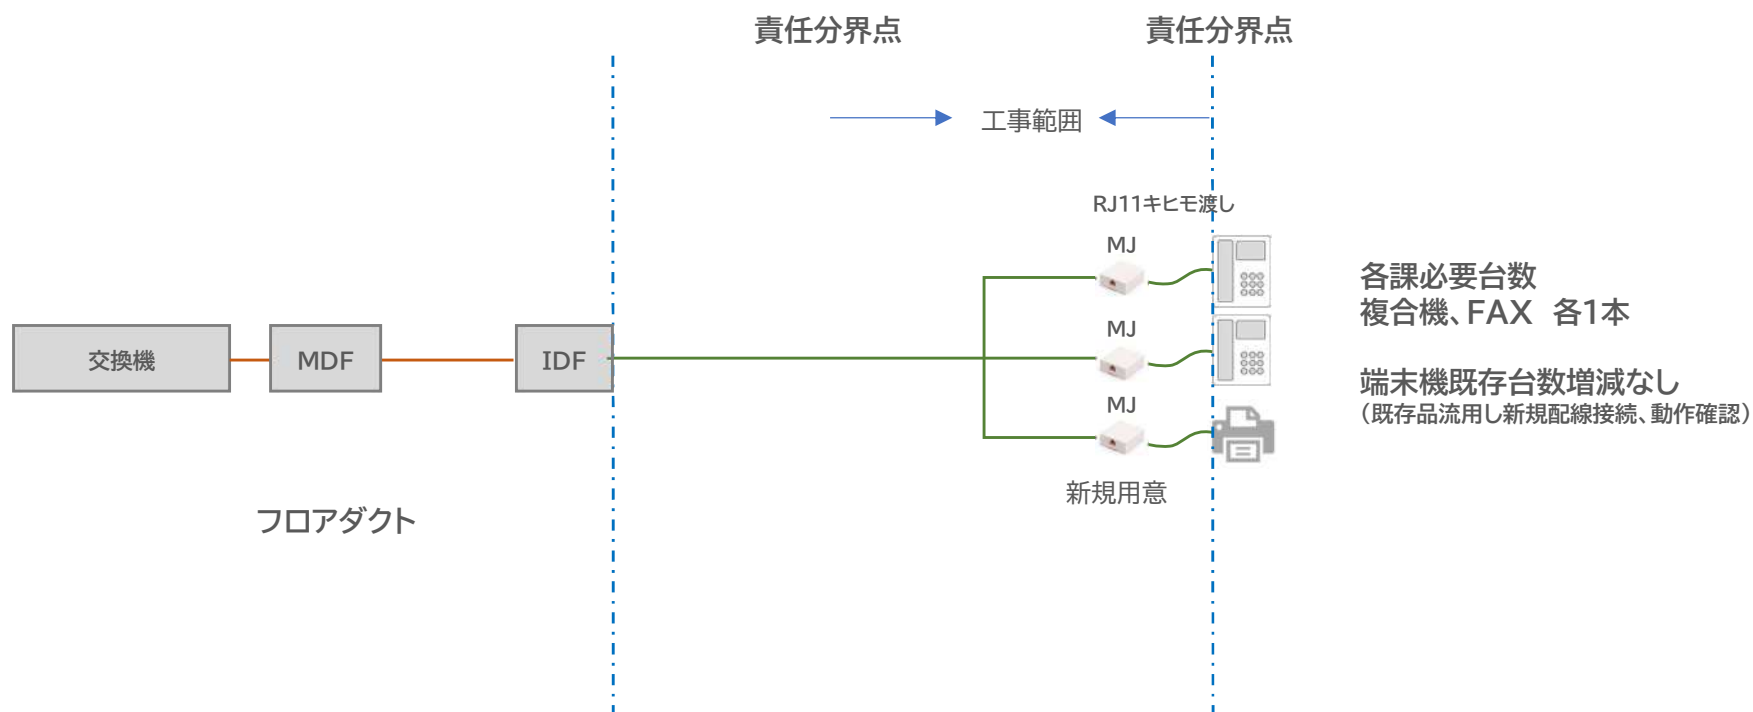 責任分界点
責任分界点
工事範囲
RJ11キヒモ渡し
MJ
MJ
MJ
新規用意
交換機
MDF
IDF
フロアダクト
各課必要台数
複合機、FAX　各1本
端末機既存台数増減なし
（既存品流用し新規配線接続、動作確認）